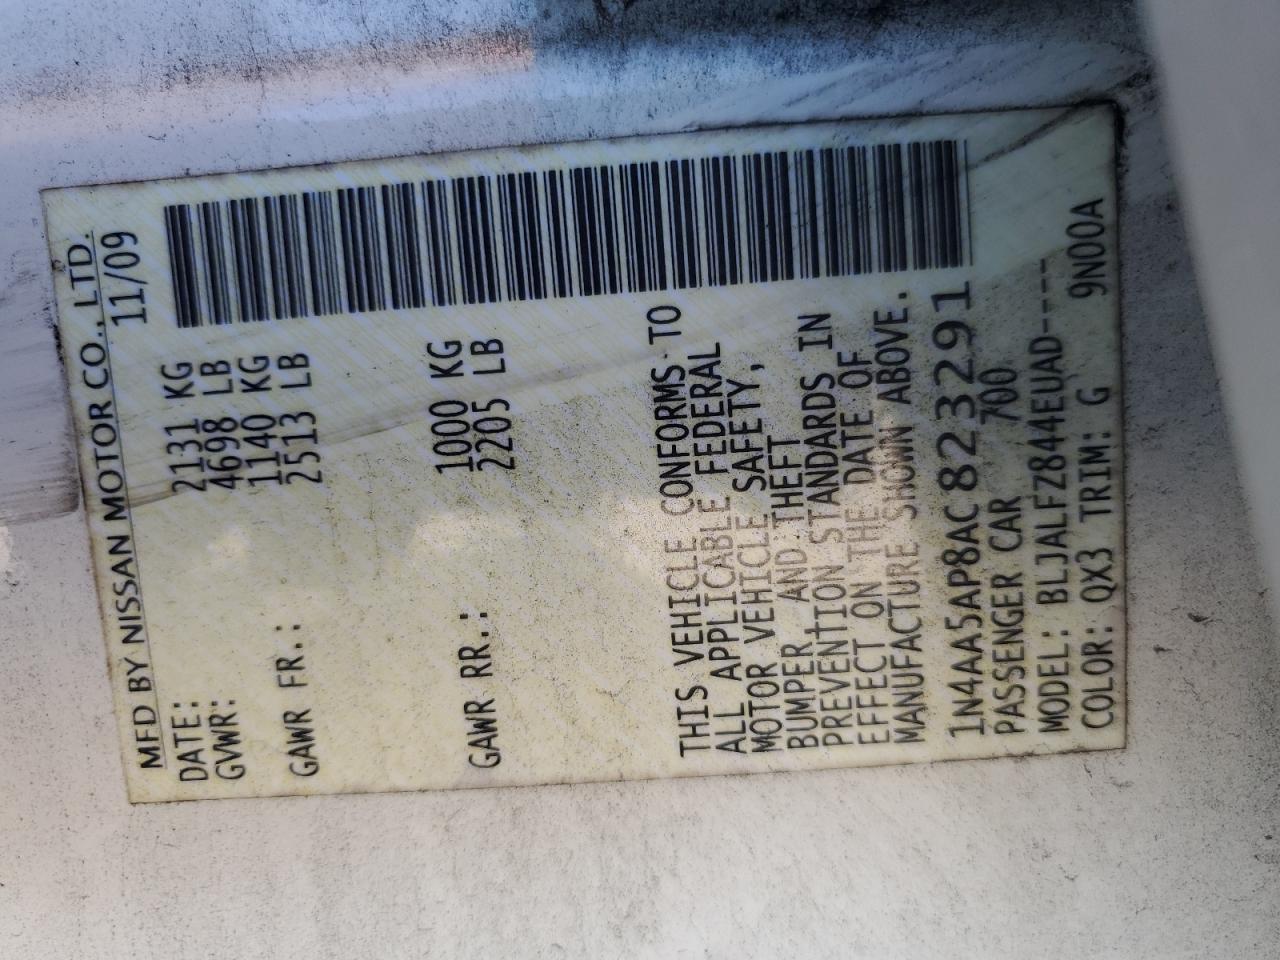 MFD BY NISSAN MOTOR CO., LTD.
DATE: 11/09
GVWR: 2131 KG
4698 LB
GAWR FR.: 1140 KG
2513 LB
GAWR RR.: 1000 KG
2205 LB
THIS VEHICLE CONFORMS TO
ALL APPLICABLE FEDERAL
MOTOR VEHICLE SAFETY,
BUMPER AND THEFT
PREVENTION STANDARDS IN
EFFECT ON THE DATE OF
MANUFACTURE SHOWN ABOVE.
1N4AA5AP8AC823291
PASSENGER CAR 700
MODEL: BLJALFZ844EUAD----
COLOR: QX3 TRIM: G 9N00A